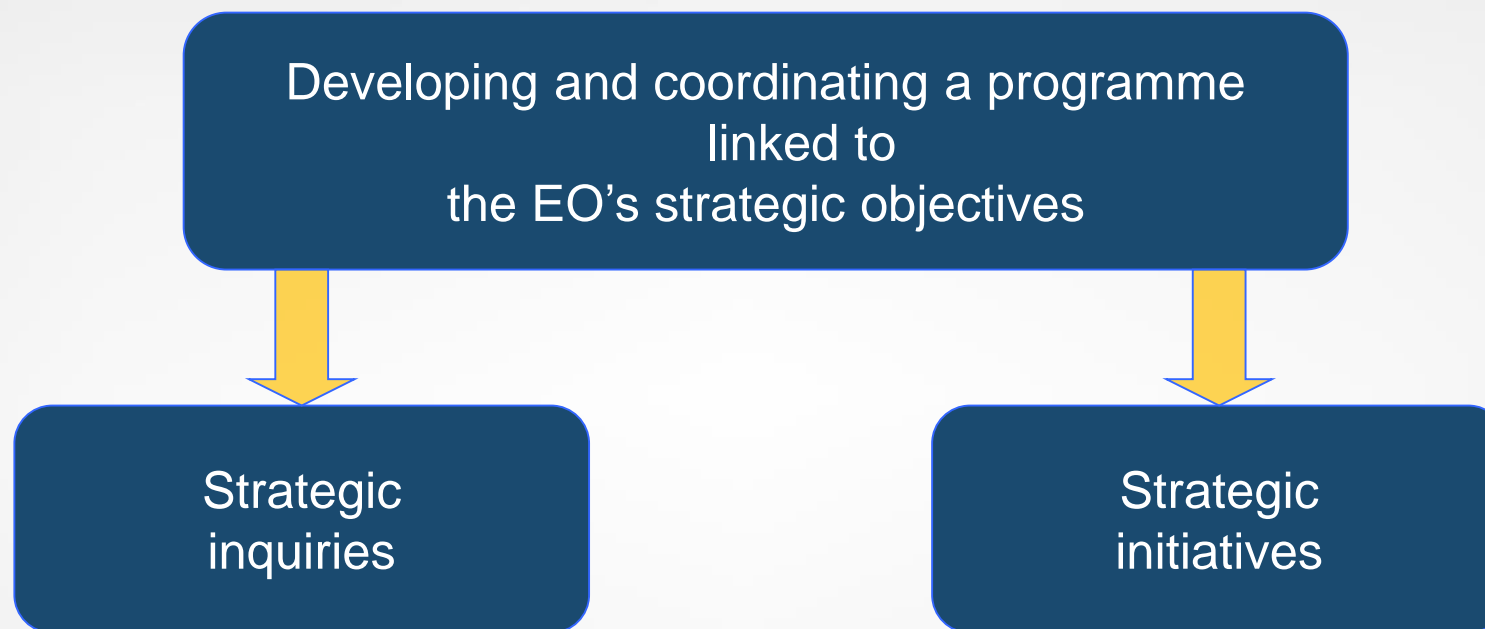 Developing and coordinating a programme
linked to
the EO’s strategic objectives
Strategic
inquiries
Strategic
initiatives